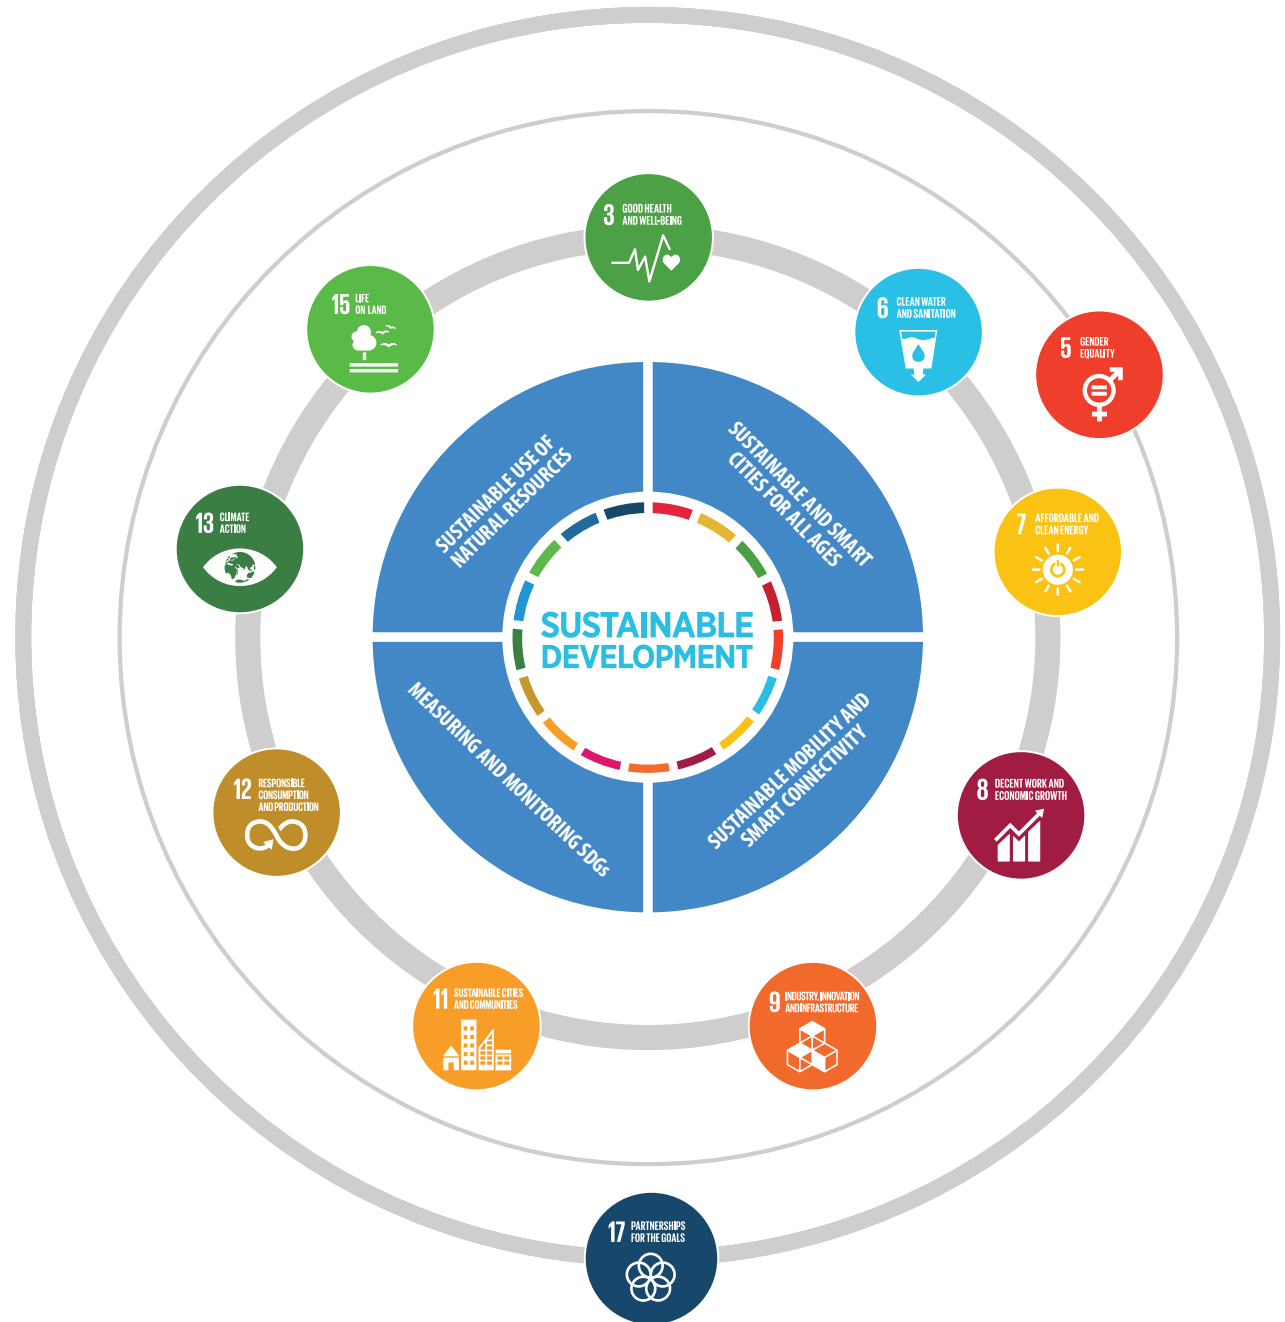 3 GOOD HEALTH
AND WELL-BEING
15 LIFE
ON LAND
6 CLEAN WATER
AND SANITATION
5 GENDER
EQUALITY
SUSTAINABLE USE OF
NATURAL RESOURCES
SUSTAINABLE AND SMART
CITIES FOR ALL AGES
13 CLIMATE
ACTION
7 AFFORDABLE AND
CLEAN ENERGY
SUSTAINABLE
DEVELOPMENT
MEASURING AND MONITORING SDGs
SUSTAINABLE MOBILITY AND
SMART CONNECTIVITY
12 RESPONSIBLE
CONSUMPTION
AND PRODUCTION
8 DECENT WORK AND
ECONOMIC GROWTH
11 SUSTAINABLE CITIES
AND COMMUNITIES
9 INDUSTRY, INNOVATION
ANDINFRASTRUCTURE
17 PARTNERSHIPS
FOR THE GOALS